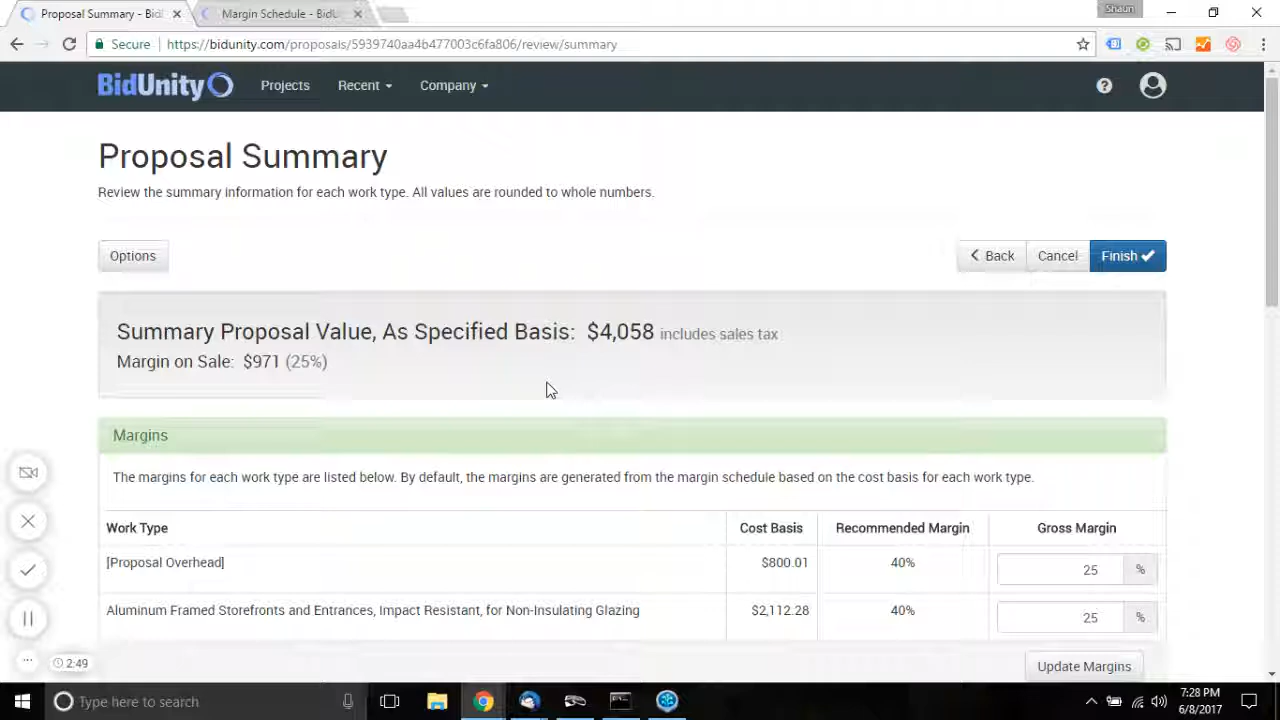 Proposal Summary - Bid
Margin Schedule - BidU
Shaun
Secure
https://bidunity.com/proposals/5939740aa4b477003c6fa806/review/summary
BidUnity
Projects
Recent
Company
Proposal Summary
Review the summary information for each work type. All values are rounded to whole numbers.
Options
Back
Cancel
Finish
Summary Proposal Value, As Specified Basis: $4,058 includes sales tax
Margin on Sale: $971 (25%)
Margins
The margins for each work type are listed below. By default, the margins are generated from the margin schedule based on the cost basis for each work type.
Work Type Cost Basis Recommended Margin Gross Margin
[Proposal Overhead] $800.01 40% 25 %
Aluminum Framed Storefronts and Entrances, Impact Resistant, for Non-Insulating Glazing $2,112.28 40% 25 %
Update Margins
2:49
Type here to search
7:28 PM
6/8/2017